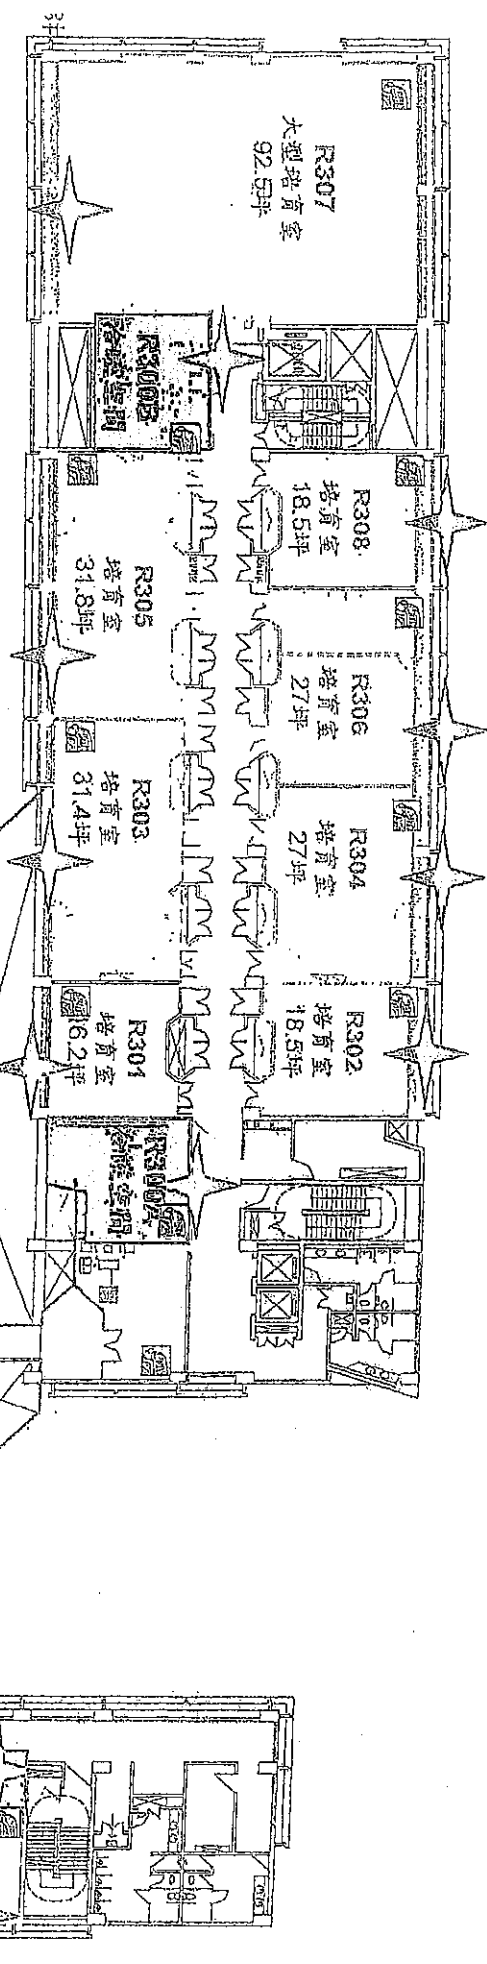 R307
大型培育室
92.5坪
R308
培育室
18.5坪
R305
培育室
31.8坪
R306
培育室
27坪
R303
培育室
31.4坪
R304
培育室
27坪
R301
培育室
16.2坪
R302
培育室
18.5坪